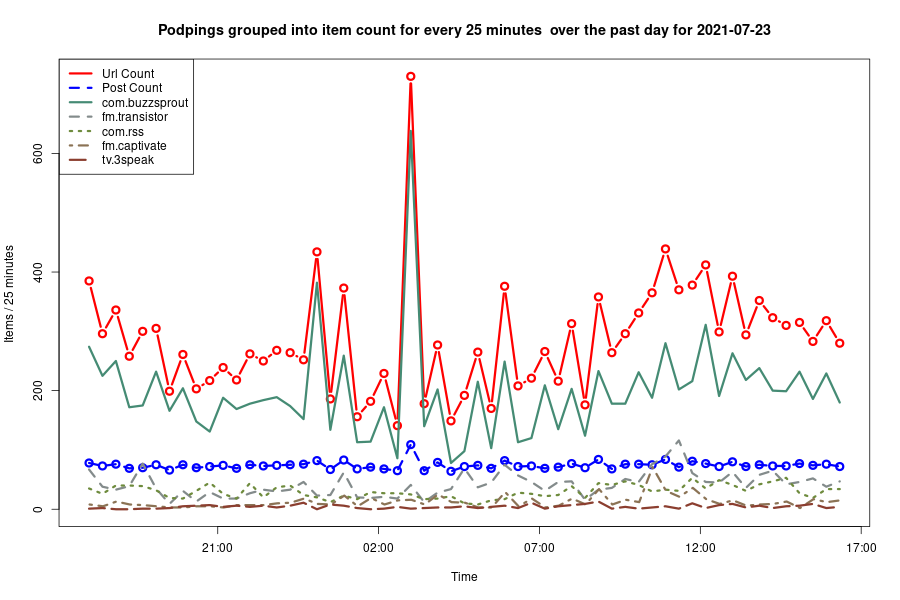 Podpings grouped into item count for every 25 minutes  over the past day for 2021-07-23
Url Count
Post Count
com.buzzsprout
fm.transistor
com.rss
fm.captivate
tv.3speak
Items / 25 minutes
600
400
200
0
21:00 02:00 07:00 12:00 17:00
Time